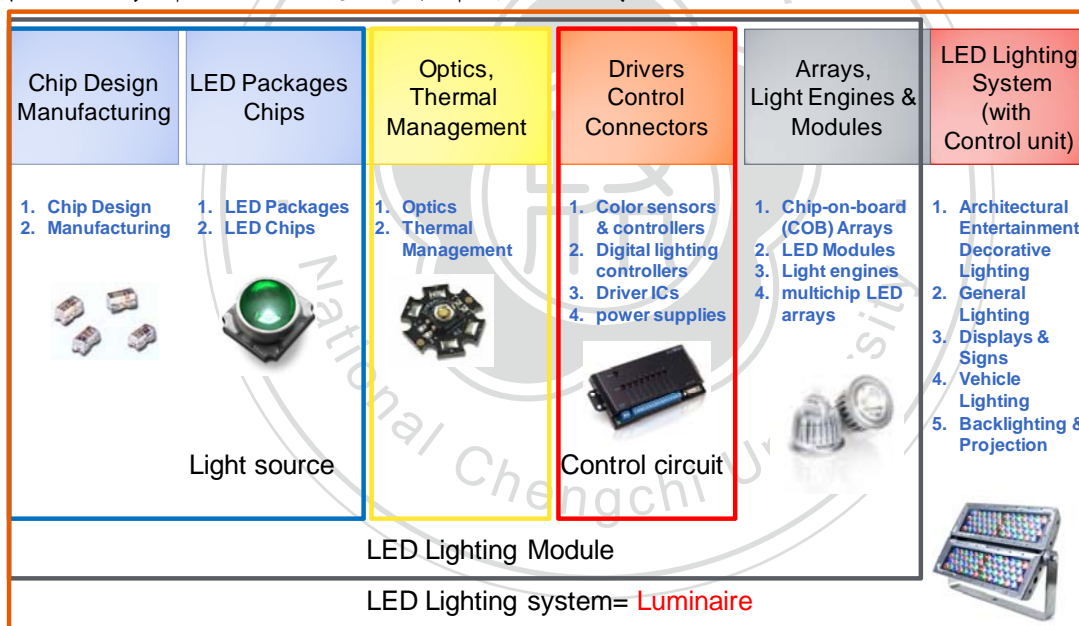 Chip Design
Manufacturing
LED Packages
Chips
Optics,
Thermal
Management
Drivers
Control
Connectors
Arrays,
Light Engines &
Modules
LED Lighting
System
(with
Control unit)
1. Chip Design
2. Manufacturing
1. LED Packages
2. LED Chips
1. Optics
2. Thermal
Management
1. Color sensors
& controllers
2. Digital lighting
controllers
3. Driver ICs
4. power supplies
1. Chip-on-board
(COB) Arrays
2. LED Modules
3. Light engines
4. multichip LED
arrays
1. Architectural
Entertainment
Decorative
Lighting
2. General
Lighting
3. Displays &
Signs
4. Vehicle
Lighting
5. Backlighting &
Projection
Light source
Control circuit
National Chengchi University
LED Lighting Module
LED Lighting system= Luminaire